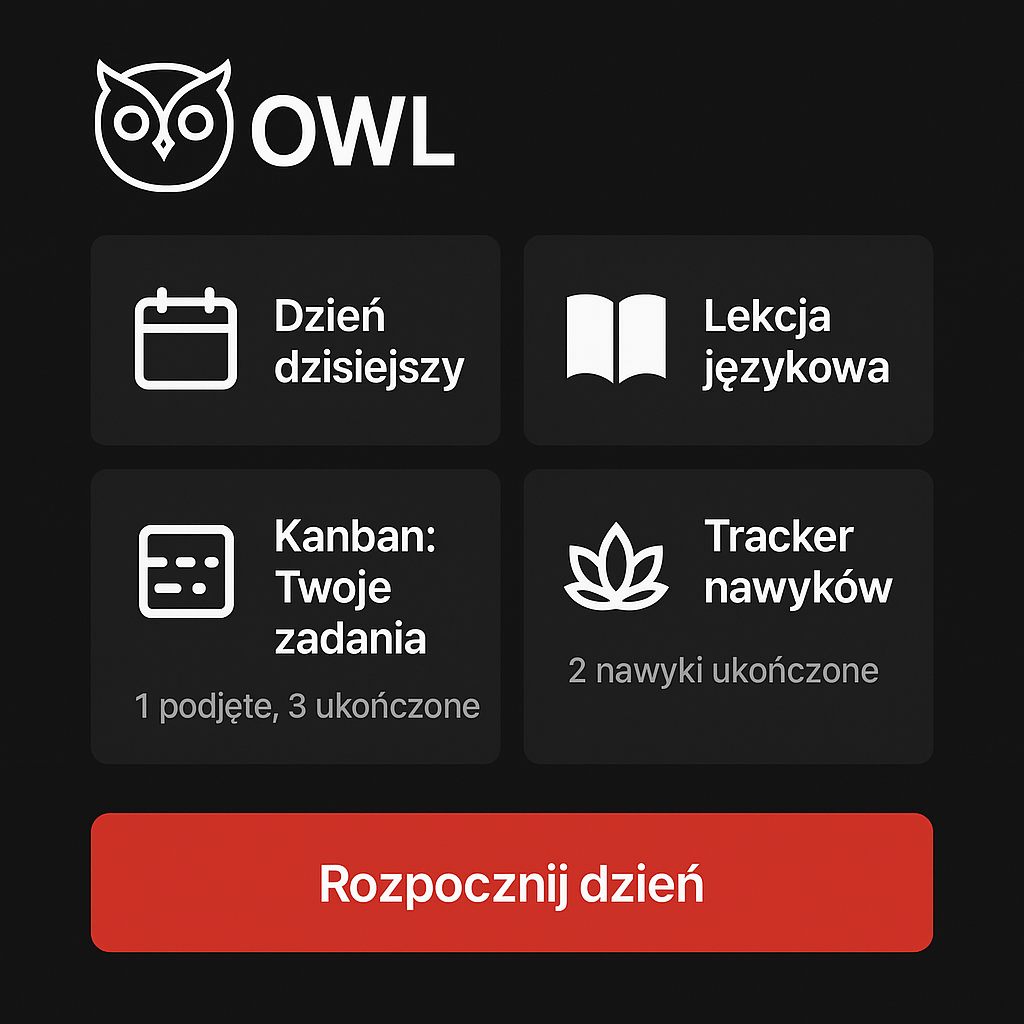 OWL
Dzień
dzisiejszy
Lekcja
językowa
Kanban:
Twoje
zadania
1 podjęte, 3 ukończone
Tracker
nawyków
2 nawyki ukończone
Rozpocznij dzień